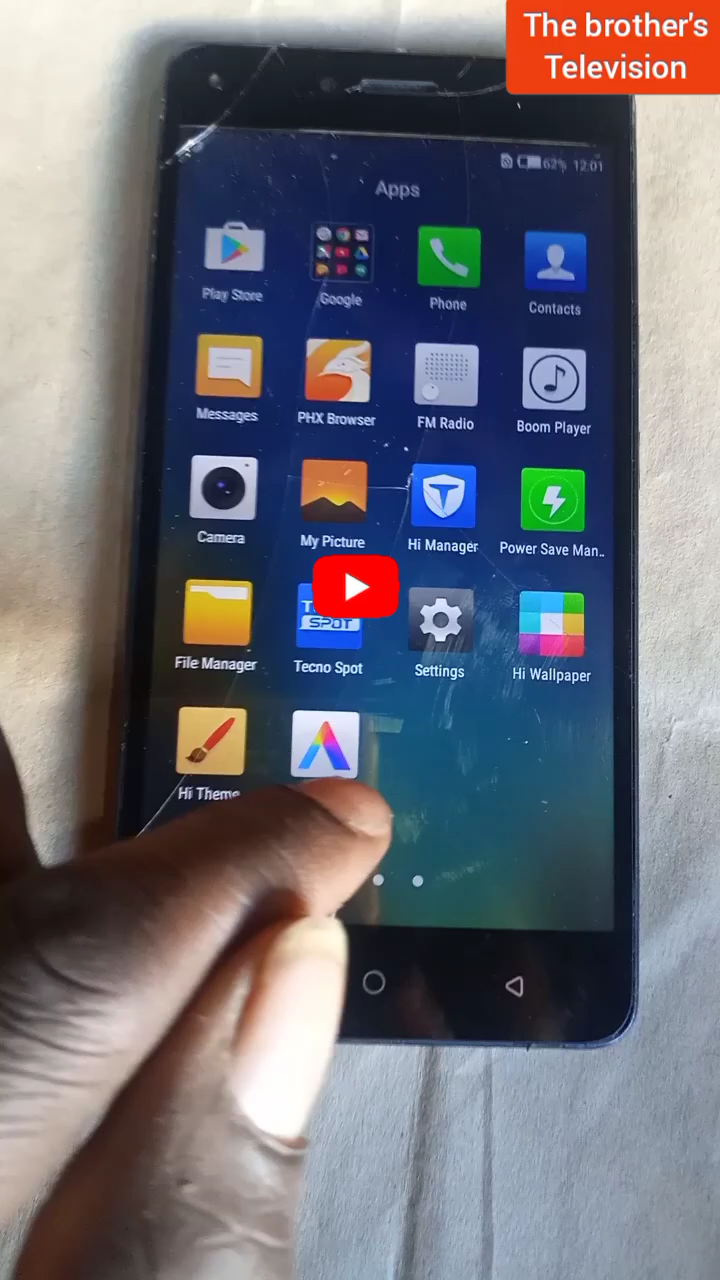 The brother's
Television
62% 12:01
Apps
Play Store
Google
Phone
Contacts
Messages
PHX Browser
FM Radio
Boom Player
Camera
My Picture
Hi Manager
Power Save Man..
File Manager
SPOT
Tecno Spot
Settings
Hi Wallpaper
Hi Theme